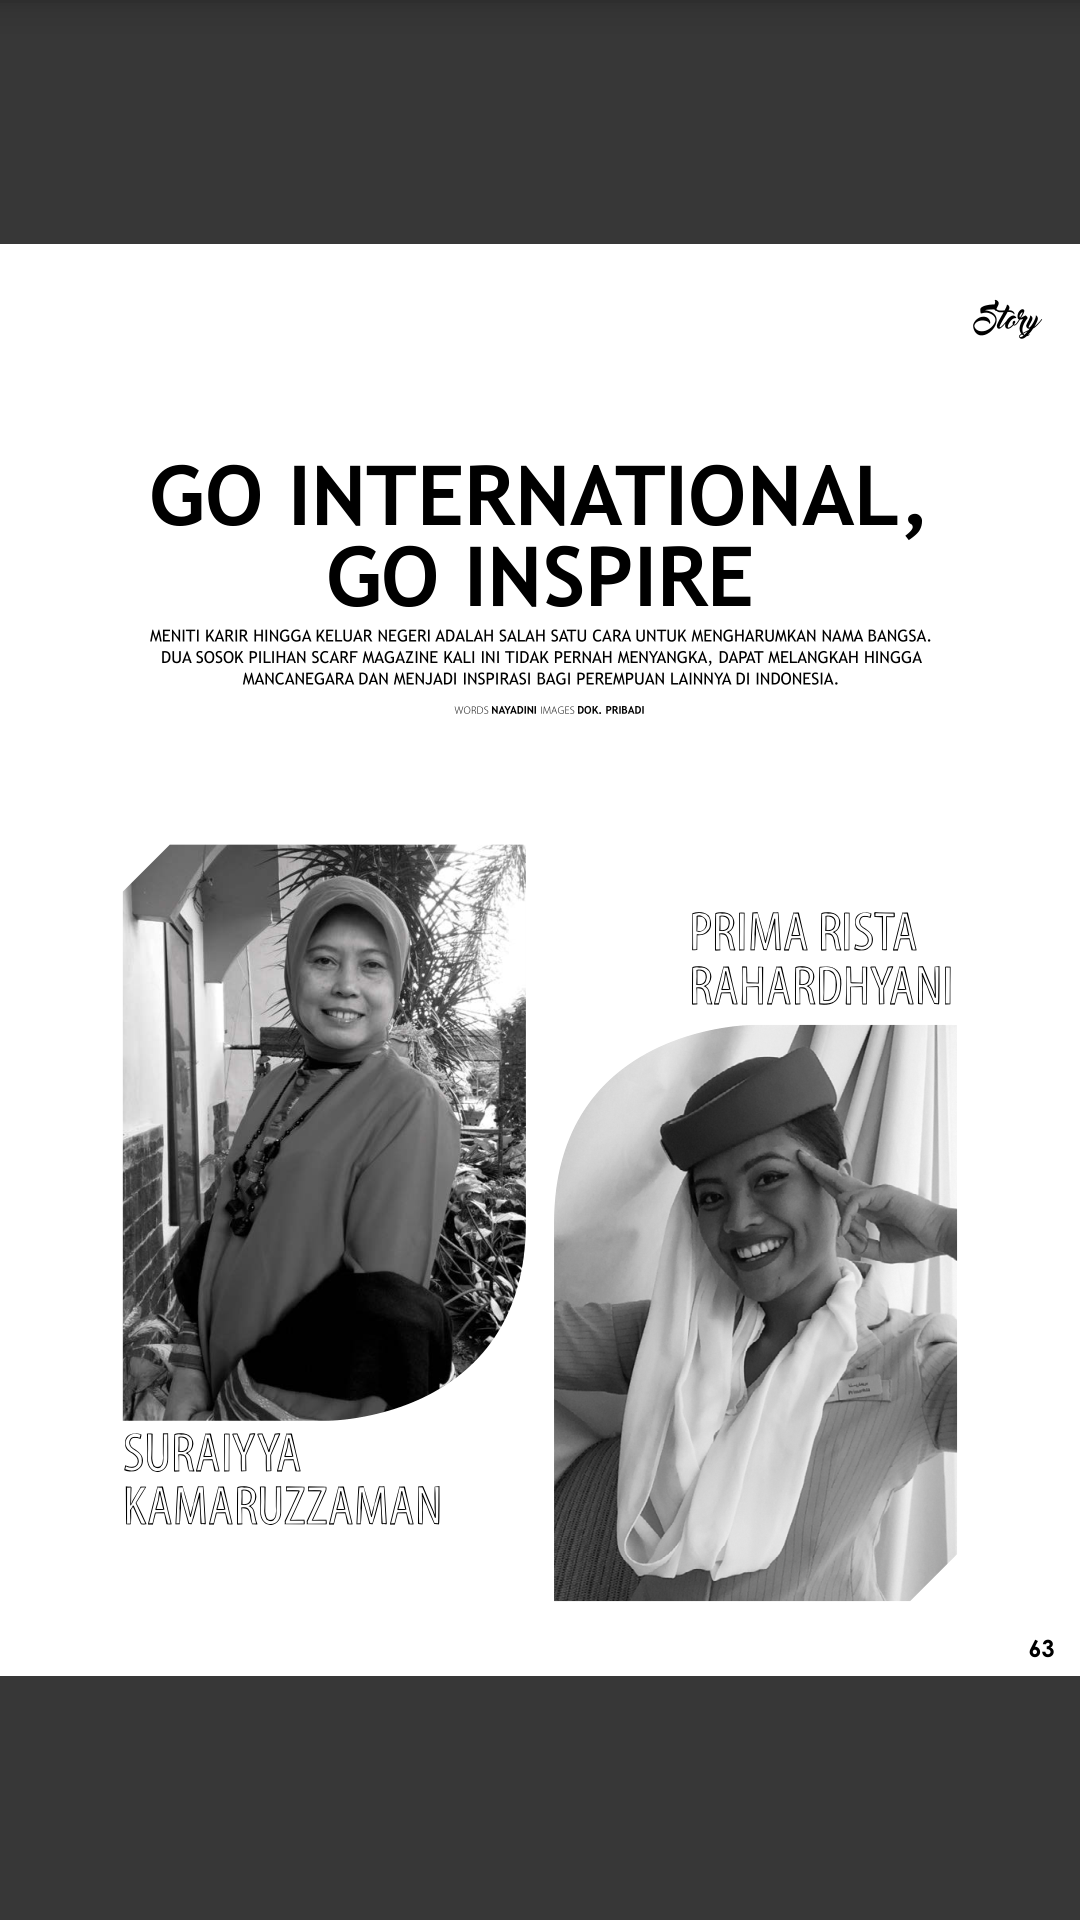 Story
GO INTERNATIONAL,
GO INSPIRE
MENITI KARIR HINGGA KELUAR NEGERI ADALAH SALAH SATU CARA UNTUK MENGHARUMKAN NAMA BANGSA.
DUA SOSOK PILIHAN SCARF MAGAZINE KALI INI TIDAK PERNAH MENYANGKA, DAPAT MELANGKAH HINGGA
MANCANEGARA DAN MENJADI INSPIRASI BAGI PEREMPUAN LAINNYA DI INDONESIA.
WORDS NAYADINI IMAGES DOK. PRIBADI
PRIMA RISTA
RAHARDHYANI
SURAIYYA
KAMARUZZAMAN
63